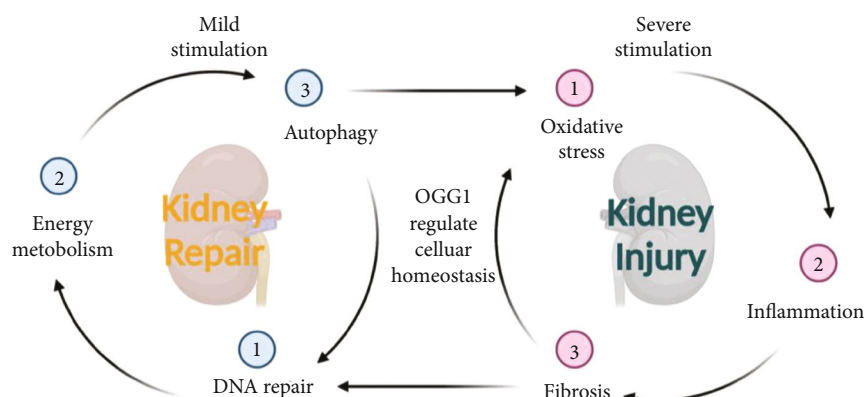 Mild
stimulation
3
Autophagy
2
Energy
metobolism
Kidney
Repair
1
DNA repair
OGG1
regulate
celluar
homeostasis
Severe
stimulation
1
Oxidative
stress
Kidney
Injury
2
Inflammation
3
Fibrosis